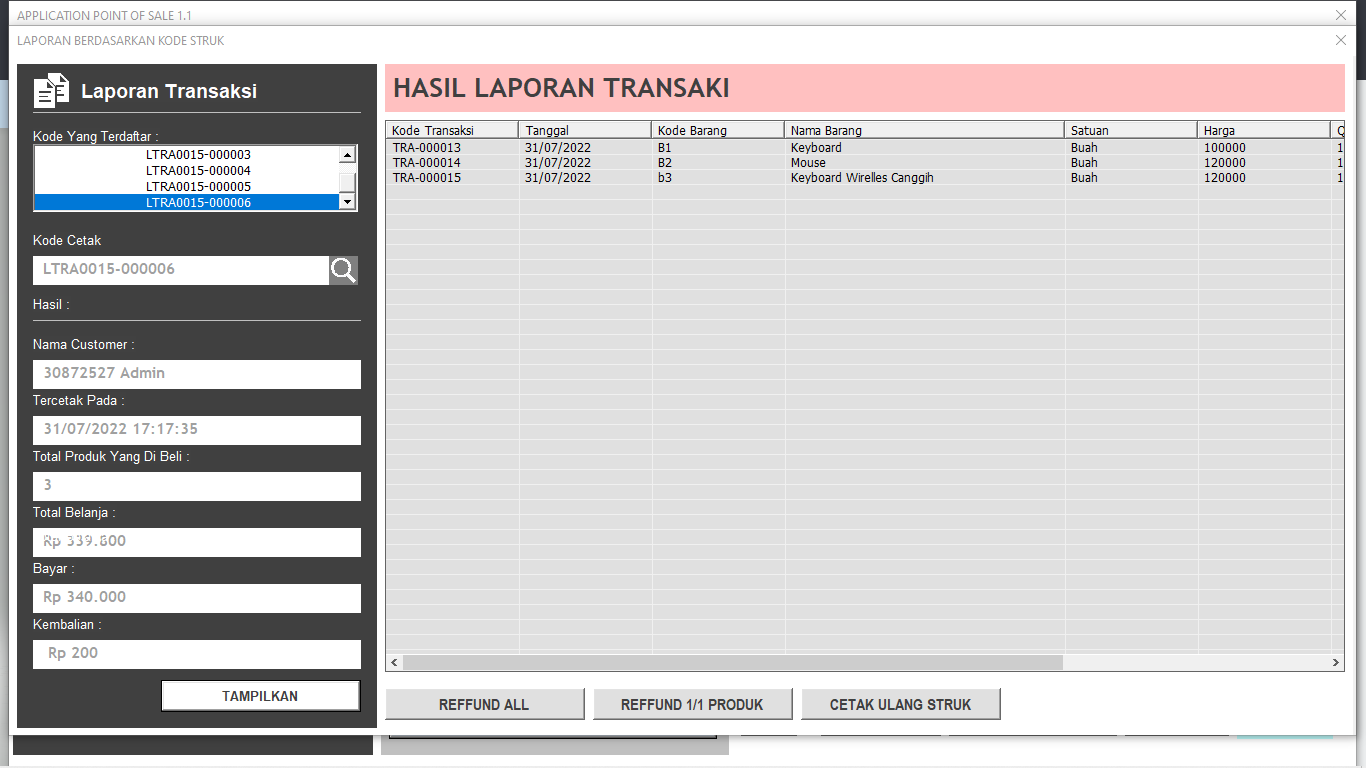 APPLICATION POINT OF SALE 1.1
LAPORAN BERDASARKAN KODE STRUK
Laporan Transaksi
Kode Yang Terdaftar :
LTRA0015-000003
LTRA0015-000004
LTRA0015-000005
LTRA0015-000006
Kode Cetak
LTRA0015-000006
Hasil :
Nama Customer :
30872527 Admin
Tercetak Pada :
31/07/2022 17:17:35
Total Produk Yang Di Beli :
3
Total Belanja :
Rp 339.800
Bayar :
Rp 340.000
Kembalian :
Rp 200
TAMPILKAN
HASIL LAPORAN TRANSAKI
Kode Transaksi Tanggal Kode Barang Nama Barang Satuan Harga Q
TRA-000013 31/07/2022 B1 Keyboard Buah 100000 1
TRA-000014 31/07/2022 B2 Mouse Buah 120000 1
TRA-000015 31/07/2022 b3 Keyboard Wirelles Canggih Buah 120000 1
REFFUND ALL REFFUND 1/1 PRODUK CETAK ULANG STRUK